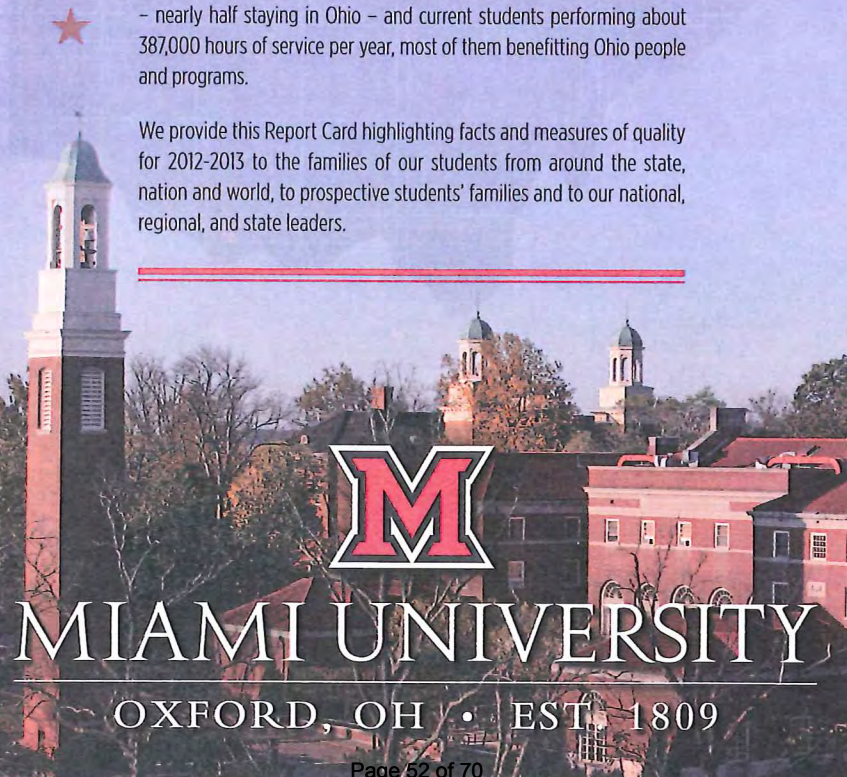 – nearly half staying in Ohio – and current students performing about
387,000 hours of service per year, most of them benefitting Ohio people
and programs.
We provide this Report Card highlighting facts and measures of quality
for 2012-2013 to the families of our students from around the state,
nation and world, to prospective students' families and to our national,
regional, and state leaders.
M
MIAMI UNIVERSITY
OXFORD, OH • EST. 1809
Page 52 of 70